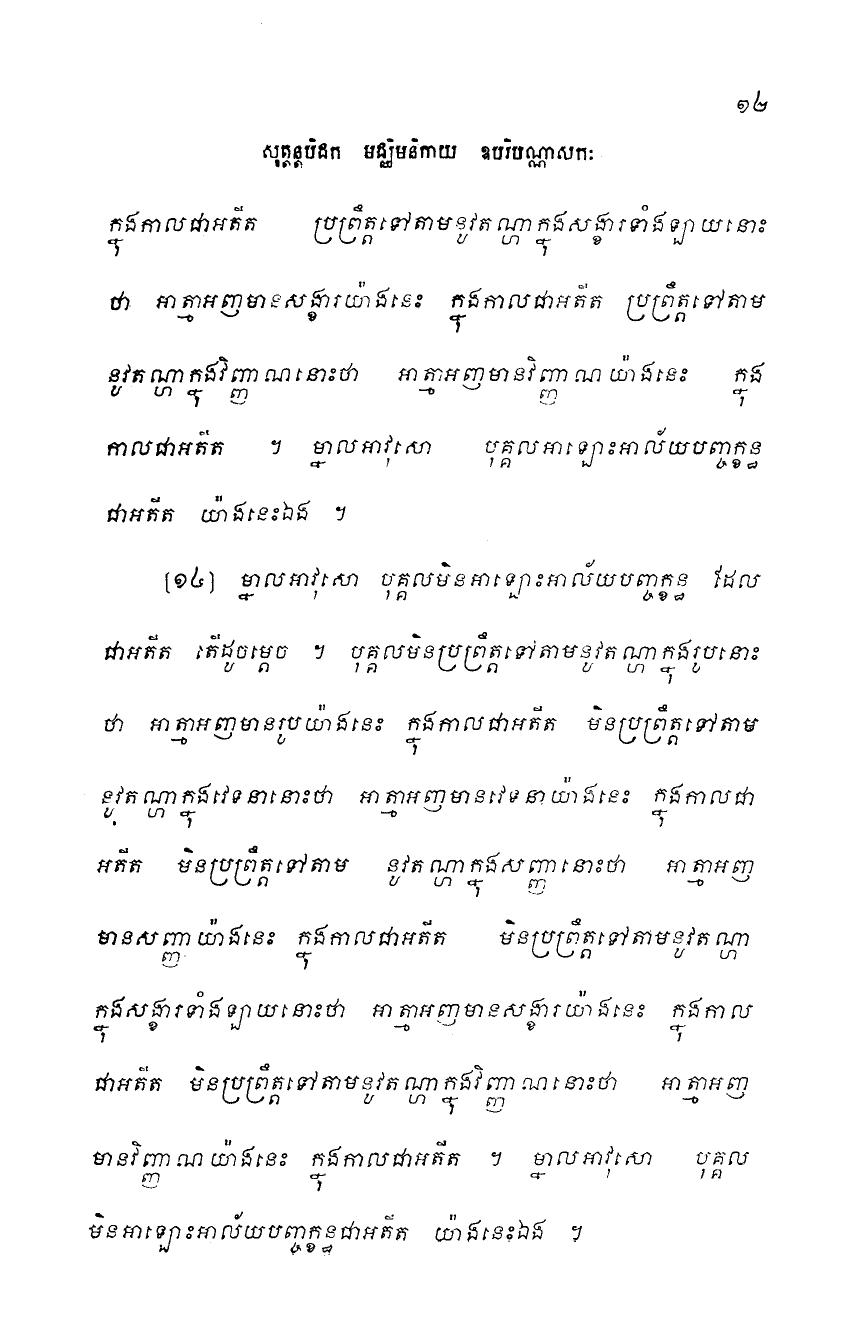 ១៤
សុត្តន្តបិដក មជ្ឈិមនិកាយ ឧបរិបណ្ណាសកៈ
ក្នុងកាលជាអតីត ប្រព្រឹត្តទៅតាមនូវតណ្ហាក្នុងសង្ខារទាំងឡាយនោះ
ថា អាត្មាអញមានសង្ខារយ៉ាងនេះ ក្នុងកាលជាអតីត ប្រព្រឹត្តទៅតាម
នូវតណ្ហាក្នុងវិញ្ញាណនោះថា អាត្មាអញមានវិញ្ញាណយ៉ាងនេះ ក្នុង
កាលជាអតីត ។ ម្នាលអាវុសោ បុគ្គលអាឡោះអាល័យបញ្ចក្ខន្ធ
ជាអតីត យ៉ាងនេះឯង ។
[១៤] ម្នាលអាវុសោ បុគ្គលមិនអាឡោះអាល័យបញ្ចក្ខន្ធ ដែល
ជាអតីត តើដូចម្តេច ។ បុគ្គលមិនប្រព្រឹត្តទៅតាមនូវតណ្ហាក្នុងរូបនោះ
ថា អាត្មាអញមានរូបយ៉ាងនេះ ក្នុងកាលជាអតីត មិនប្រព្រឹត្តទៅតាម
នូវតណ្ហាក្នុងវេទនានោះថា អាត្មាអញមានវេទនាយ៉ាងនេះ ក្នុងកាលជា
អតីត មិនប្រព្រឹត្តទៅតាម នូវតណ្ហាក្នុងសញ្ញានោះថា អាត្មាអញ
មានសញ្ញាយ៉ាងនេះ ក្នុងកាលជាអតីត មិនប្រព្រឹត្តទៅតាមនូវតណ្ហា
ក្នុងសង្ខារទាំងឡាយនោះថា អាត្មាអញមានសង្ខារយ៉ាងនេះ ក្នុងកាល
ជាអតីត មិនប្រព្រឹត្តទៅតាមនូវតណ្ហាក្នុងវិញ្ញាណនោះថា អាត្មាអញ
មានវិញ្ញាណយ៉ាងនេះ ក្នុងកាលជាអតីត ។ ម្នាលអាវុសោ បុគ្គល
មិនអាឡោះអាល័យបញ្ចក្ខន្ធជាអតីត យ៉ាងនេះឯង ។